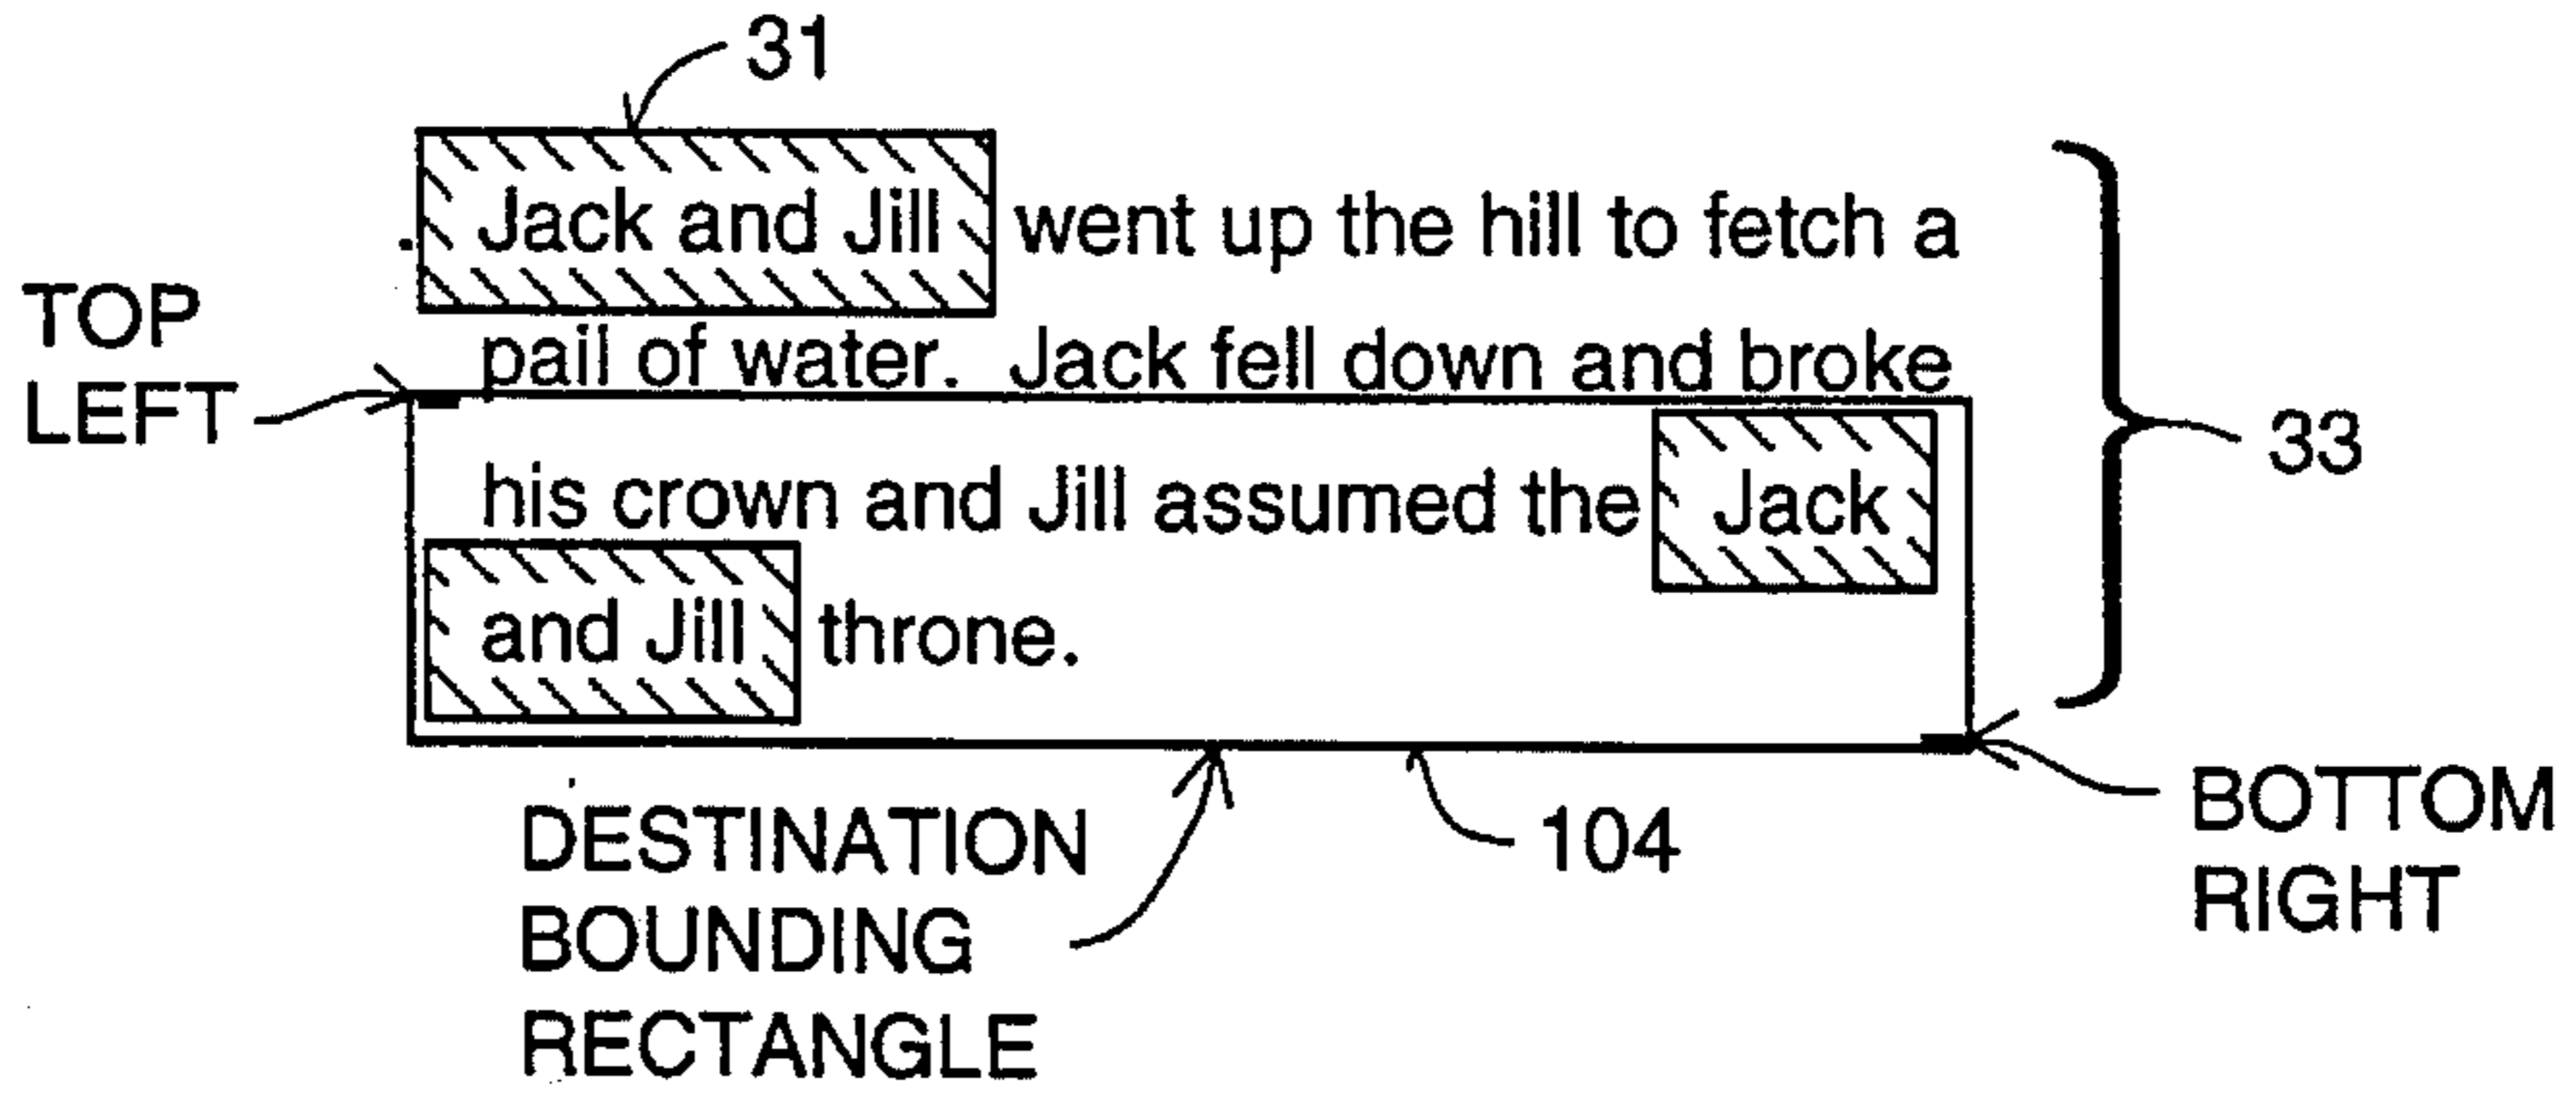 31
Jack and Jill went up the hill to fetch a
pail of water. Jack fell down and broke
his crown and Jill assumed the Jack
and Jill throne.
TOP
LEFT
33
DESTINATION
BOUNDING
RECTANGLE
104
BOTTOM
RIGHT